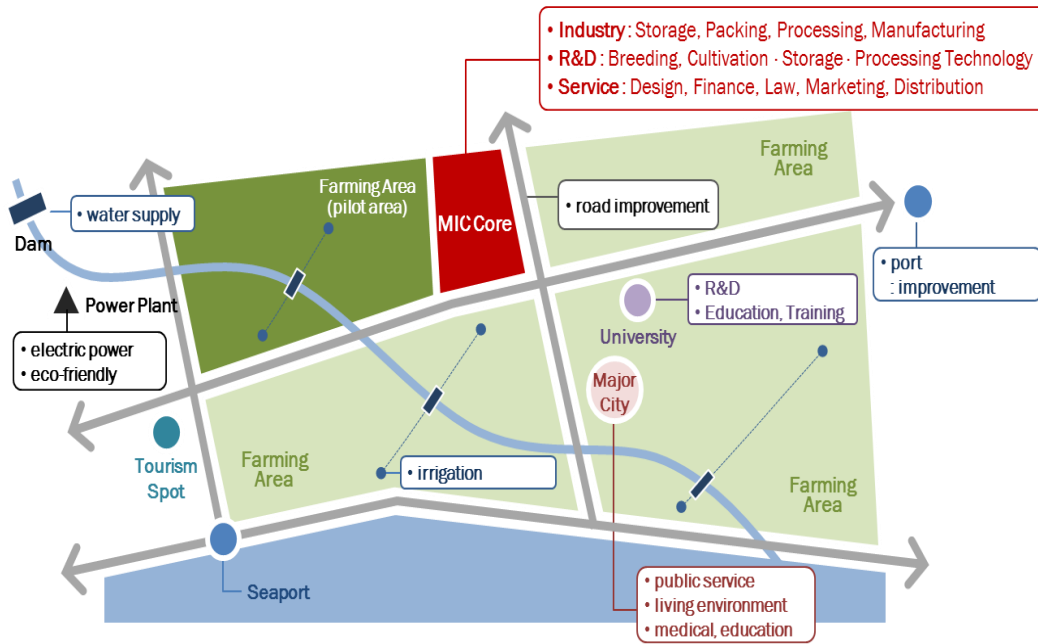 • Industry : Storage, Packing, Processing, Manufacturing
• R&D : Breeding, Cultivation · Storage · Processing Technology
• Service : Design, Finance, Law, Marketing, Distribution
Farming
Area
Farming Area
(pilot area)
MIC Core
• road improvement
• water supply
Dam
• port
: improvement
Power Plant
• electric power
• eco-friendly
• R&D
• Education, Training
University
Major
City
Tourism
Spot
Farming
Area
• irrigation
Farming
Area
Seaport
• public service
• living environment
• medical, education